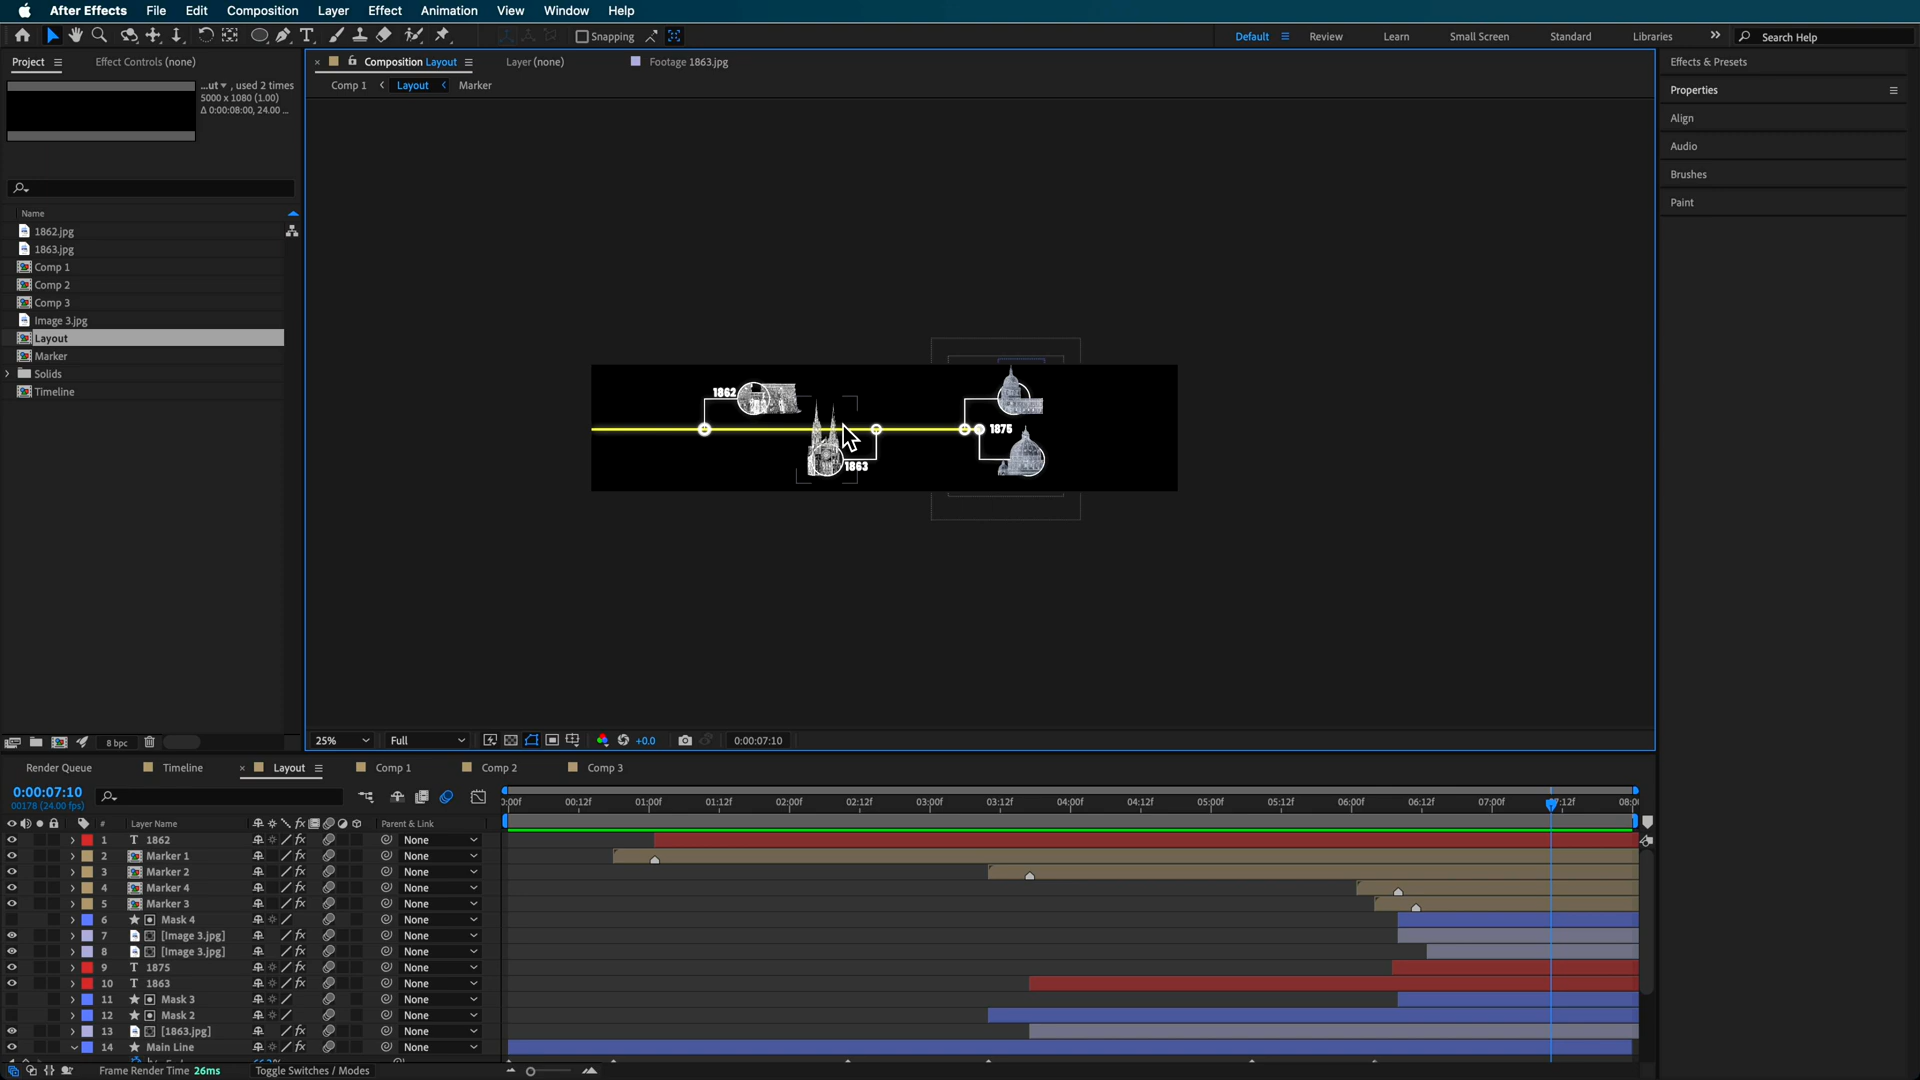 After Effects File Edit Composition Layer Effect Animation View Window Help
Snapping Default Review Learn Small Screen Standard Libraries Search Help
Project Effect Controls (none) Composition Layout Layer (none) Footage 1863.jpg Effects & Presets
...ut , used 2 times
5000 x 1080 (1.00)
Δ 0:00:08:00, 24.00 ...
Comp 1 Layout Marker
Properties
Align
Audio
Brushes
Paint
Name
1862.jpg
1863.jpg
Comp 1
Comp 2
Comp 3
Image 3.jpg
Layout
Marker
Solids
Timeline
1862
1863
1875
8 bpc 25% Full +0.0 0:00:07:10
Render Queue Timeline Layout Comp 1 Comp 2 Comp 3
0:00:07:10
00178 (24.00 fps)
0:00f 00:12f 01:00f 01:12f 02:00f 02:12f 03:00f 03:12f 04:00f 04:12f 05:00f 05:12f 06:00f 06:12f 07:00f 12f 08:00
# Layer Name Parent & Link
1 T 1862 None
2 Marker 1 None
3 Marker 2 None
4 Marker 4 None
5 Marker 3 None
6 Mask 4 None
7 [Image 3.jpg] None
8 [Image 3.jpg] None
9 T 1875 None
10 T 1863 None
11 Mask 3 None
12 Mask 2 None
13 [1863.jpg] None
14 Main Line None
Frame Render Time 26ms Toggle Switches / Modes